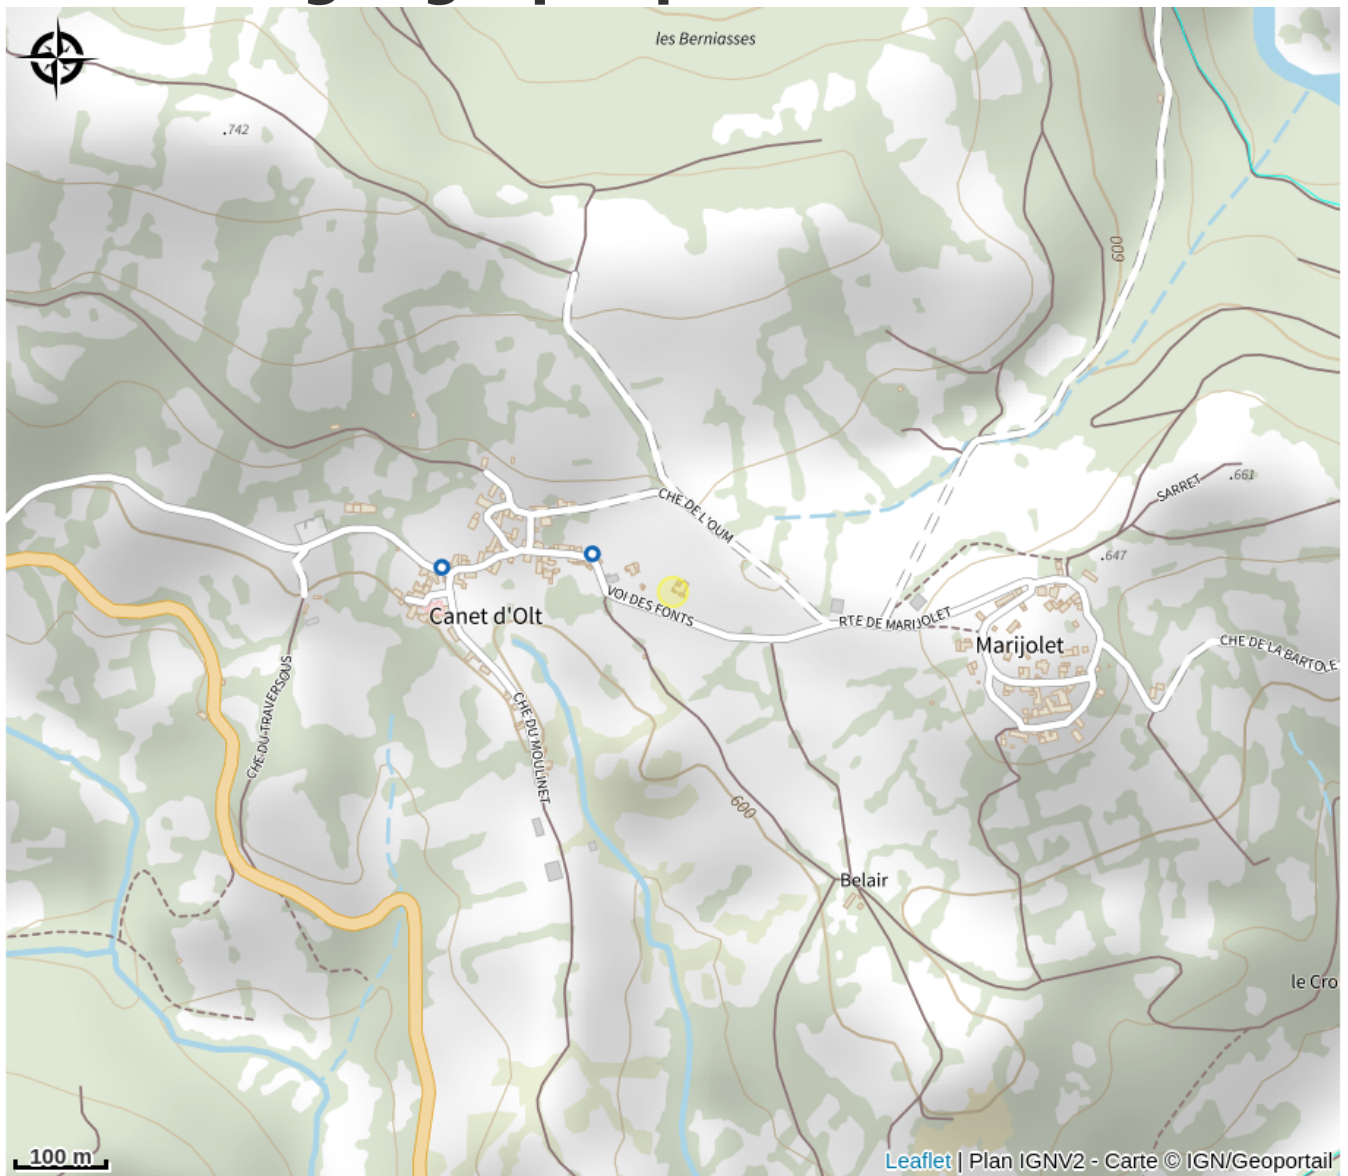 les Berniasses
742
600
661
SARRET
CHE DE L'OUM
647
VOI DES FONTS
RTE DE MARIJOLET
Canet d'Olt
Marijolet
CHE DE LA BARTOLE
CHE DU TRAVERSOUS
CHE DU MOULINET
600
Belair
le Cro
100 m
Leaflet | Plan IGNV2 - Carte © IGN/Geoportail